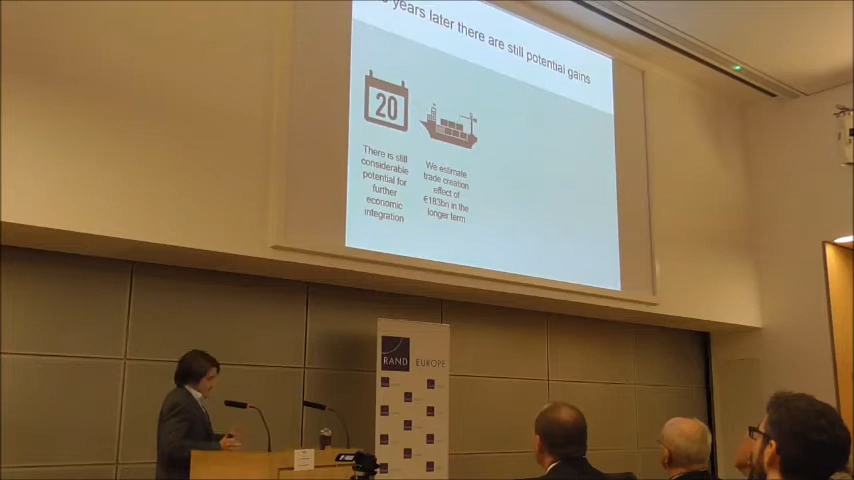 years later there are still potential gains
20
There is still
considerable
potential for
further
economic
integration
We estimate
trade creation
effect of
€183bn in the
longer term
RAND EUROPE